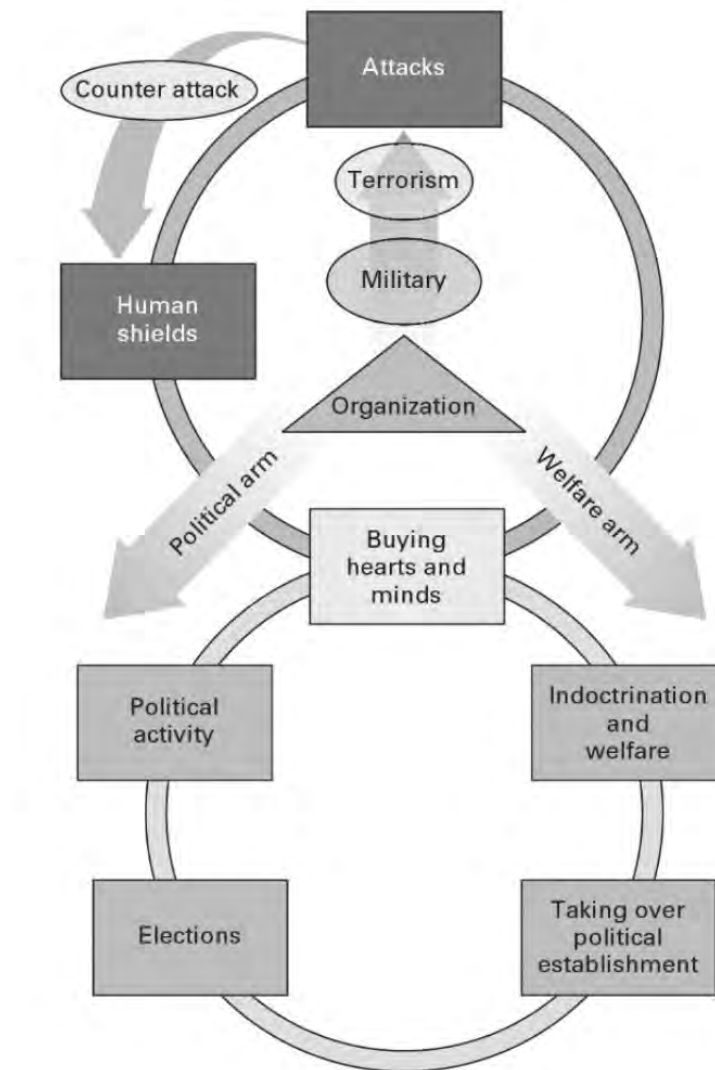 Attacks
Counter attack
Terrorism
Military
Human
shields
Organization
Political arm
Welfare arm
Buying
hearts and
minds
Political
activity
Indoctrination
and
welfare
Elections
Taking over
political
establishment